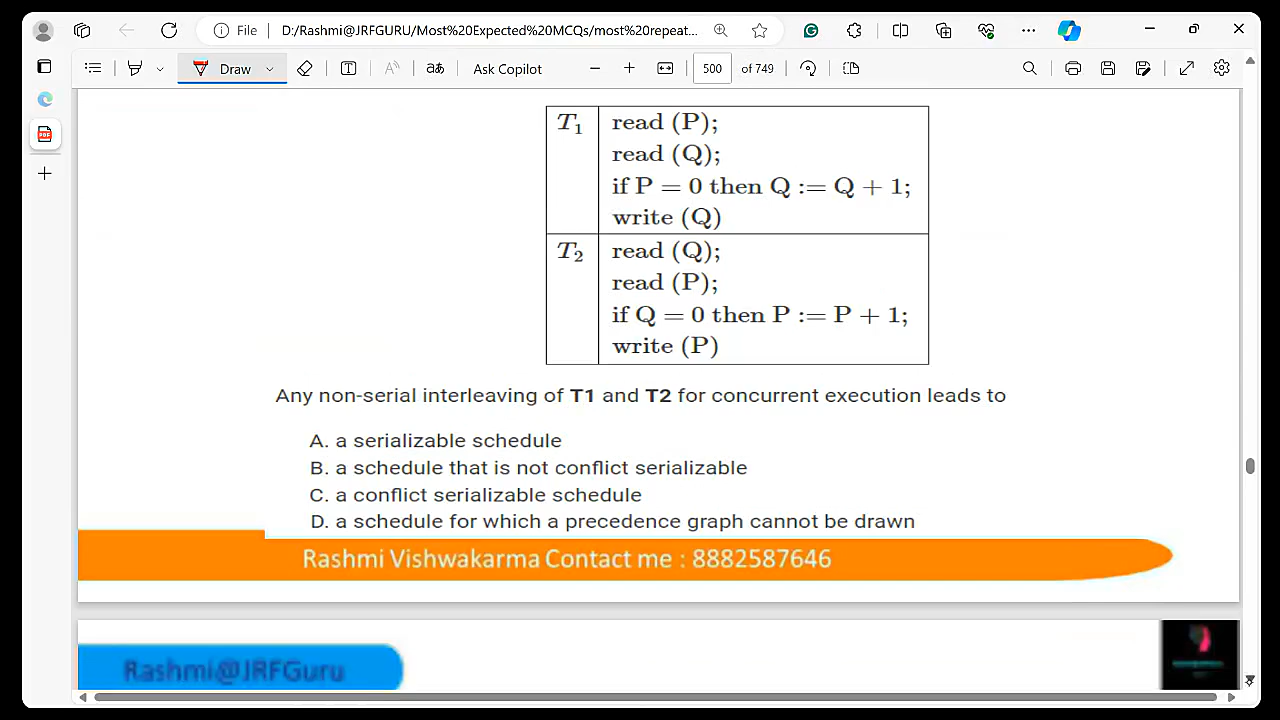 File
D:/Rashmi@JRFGURU/Most%20Expected%20MCQs/most%20repeat...
Draw
Ask Copilot
500 of 749
T1 read (P);
read (Q);
if P = 0 then Q := Q + 1;
write (Q)
T2 read (Q);
read (P);
if Q = 0 then P := P + 1;
write (P)
Any non-serial interleaving of T1 and T2 for concurrent execution leads to
A. a serializable schedule
B. a schedule that is not conflict serializable
C. a conflict serializable schedule
D. a schedule for which a precedence graph cannot be drawn
Rashmi Vishwakarma Contact me : 8882587646
Rashmi@JRFGuru